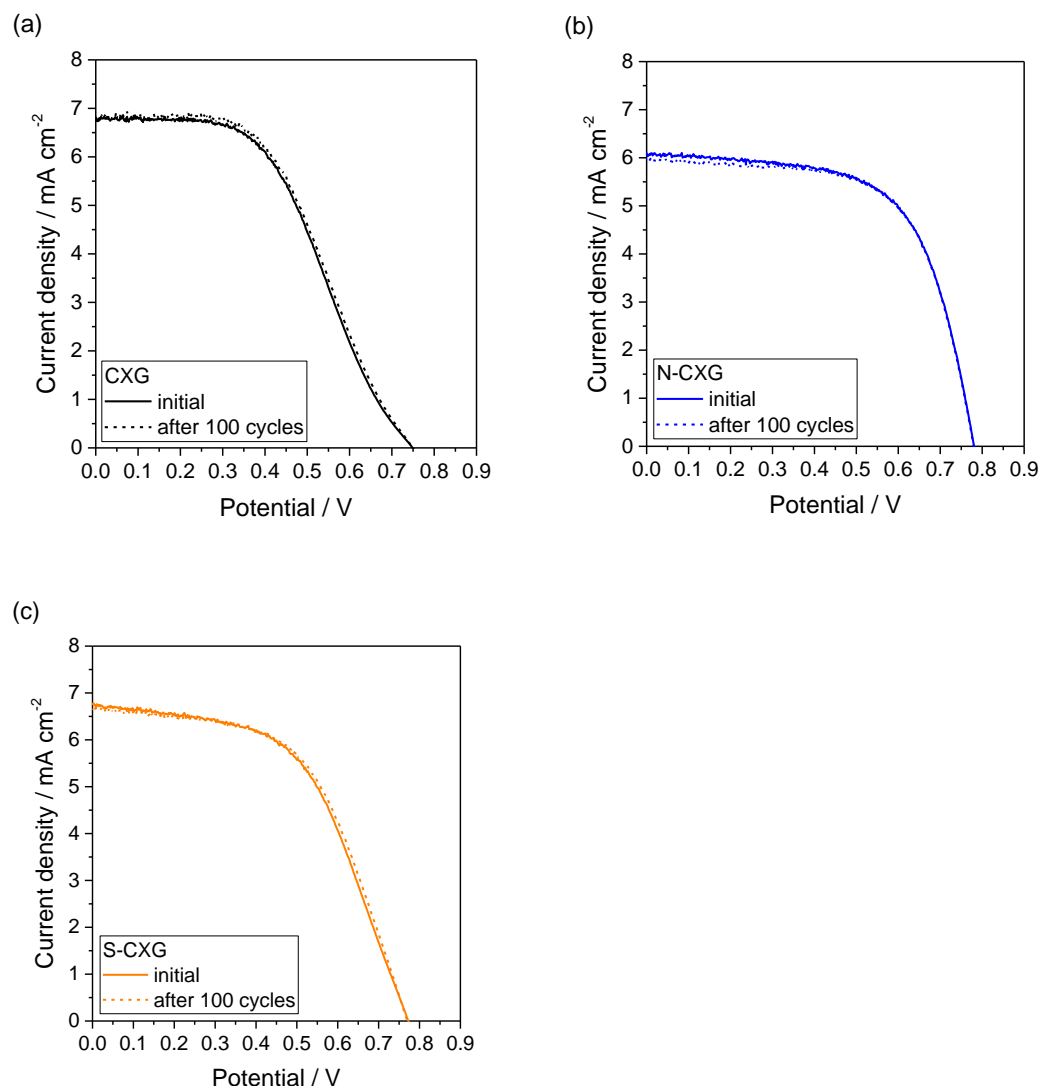 (a)
8
7
6
5
4
3
2
1
0
Current density / mA cm⁻²
CXG
initial
after 100 cycles
0.0 0.1 0.2 0.3 0.4 0.5 0.6 0.7 0.8 0.9
Potential / V
(b)
8
7
6
5
4
3
2
1
0
Current density / mA cm⁻²
N-CXG
initial
after 100 cycles
0.0 0.1 0.2 0.3 0.4 0.5 0.6 0.7 0.8 0.9
Potential / V
(c)
8
7
6
5
4
3
2
1
0
Current density / mA cm⁻²
S-CXG
initial
after 100 cycles
0.0 0.1 0.2 0.3 0.4 0.5 0.6 0.7 0.8 0.9
Potential / V